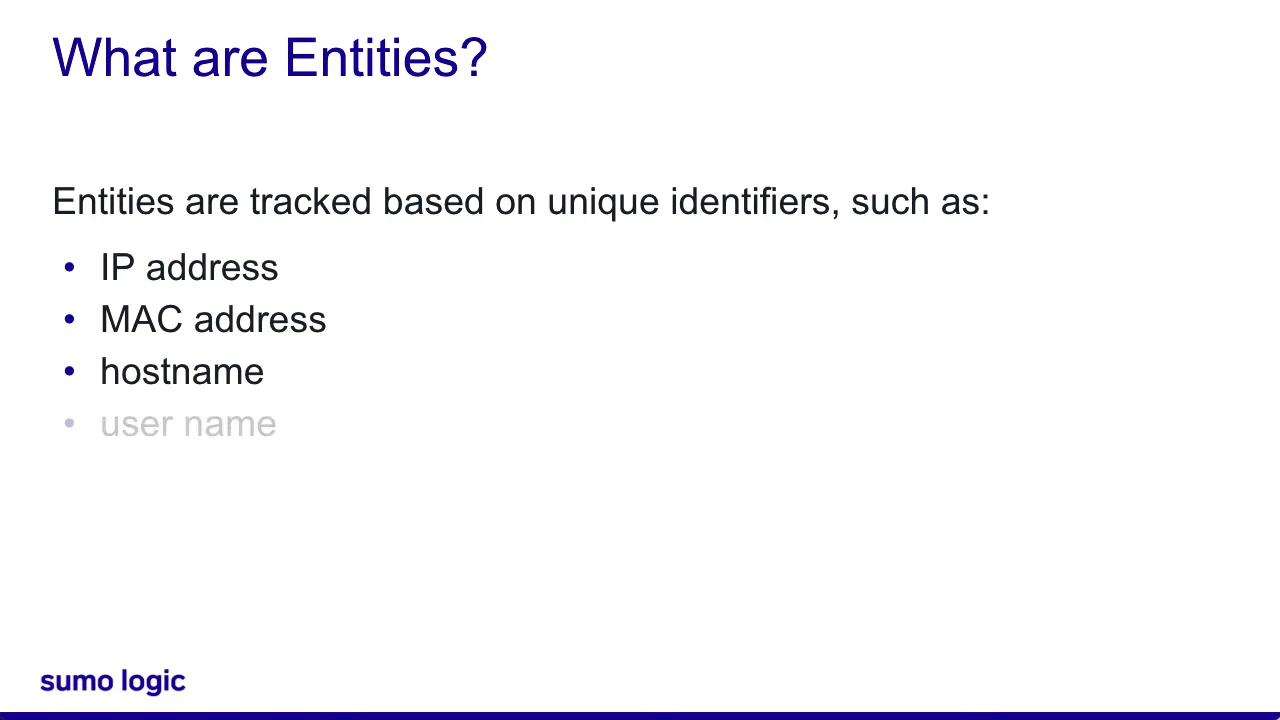 What are Entities?
Entities are tracked based on unique identifiers, such as:
• IP address
• MAC address
• hostname
• user name
sumo logic